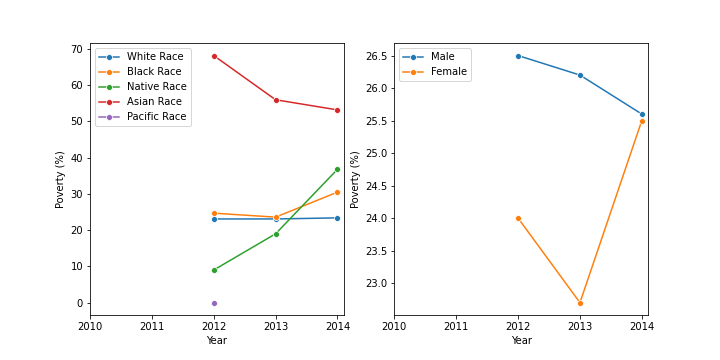 White Race
Black Race
Native Race
Asian Race
Pacific Race
70
60
50
40
30
20
10
0
Poverty (%)
2010 2011 2012 2013 2014
Year
Male
Female
26.5
26.0
25.5
25.0
24.5
24.0
23.5
23.0
Poverty (%)
2010 2011 2012 2013 2014
Year